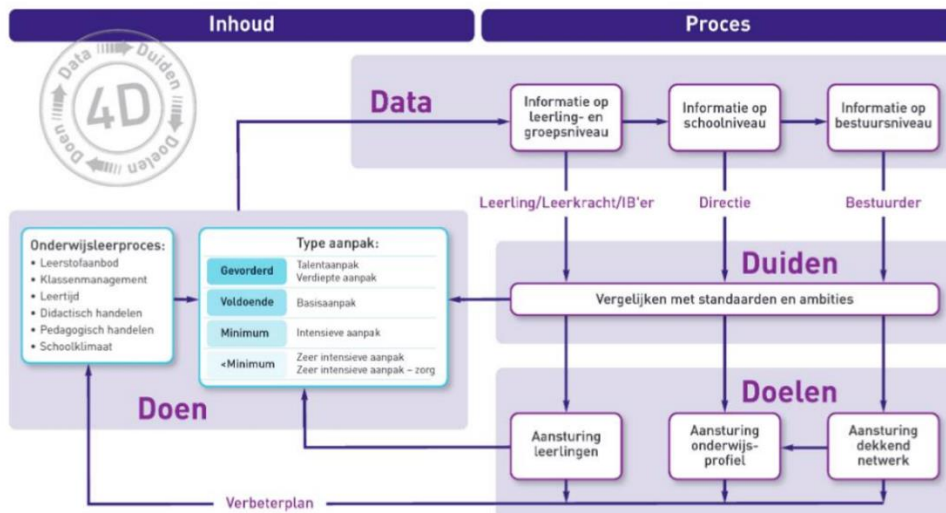 Inhoud
Proces
Data
Duiden
Doelen
Doen
4D
Data
Informatie op
leerling- en
groepsniveau
Informatie op
schoolniveau
Informatie op
bestuursniveau
Leerling/Leerkracht/IB'er
Directie
Bestuurder
Duiden
Vergelijken met standaarden en ambities
Onderwijsleerproces:
• Leerstofaanbod
• Klassenmanagement
• Leertijd
• Didactisch handelen
• Pedagogisch handelen
• Schoolklimaat
Type aanpak:
Gevorderd
Talentaanpak
Verdiepte aanpak
Voldoende
Basisaanpak
Minimum
Intensieve aanpak
<Minimum
Zeer intensieve aanpak
Zeer intensieve aanpak – zorg
Doen
Doelen
Aansturing
leerlingen
Aansturing
onderwijs-
profiel
Aansturing
dekkend
netwerk
Verbeterplan